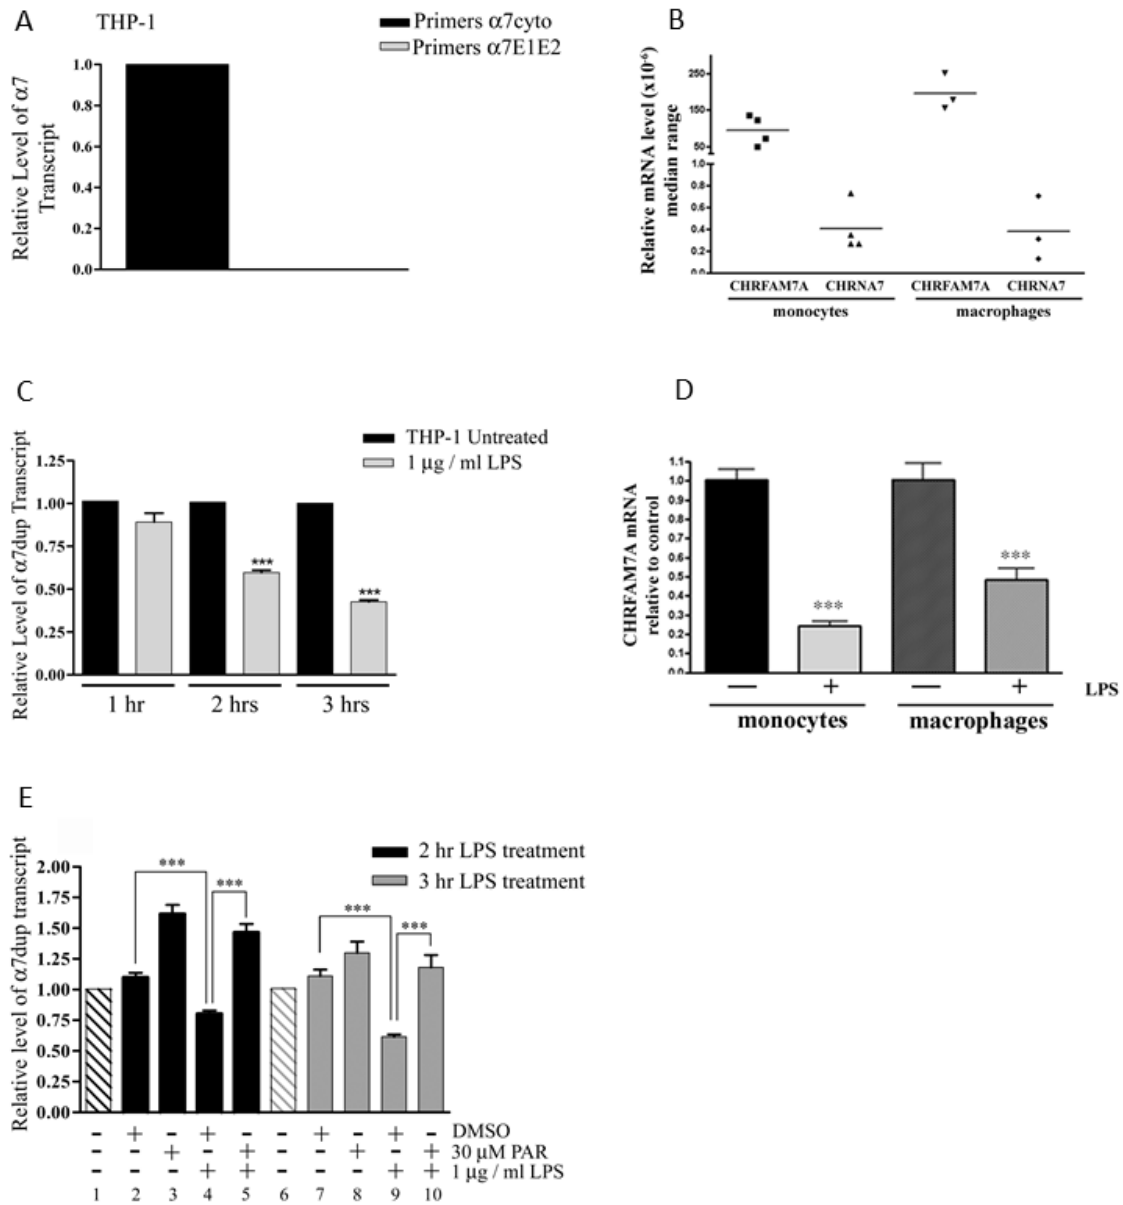 A
THP-1
Primers α7cyto
Primers α7E1E2
Relative Level of α7
Transcript
1.0
0.8
0.6
0.4
0.2
0.0
B
Relative mRNA level (x10⁻⁶)
median range
250
150
50
1.0
0.8
0.6
0.4
0.2
0.0
CHRFAM7A CHRNA7 CHRFAM7A CHRNA7
monocytes macrophages
C
THP-1 Untreated
1 µg / ml LPS
Relative Level of α7dup Transcript
1.25
1.00
0.75
0.50
0.25
0.00
*** ***
1 hr 2 hrs 3 hrs
D
CHRFAM7A mRNA
relative to control
1.1
1.0
0.9
0.8
0.7
0.6
0.5
0.4
0.3
0.2
0.1
0.0
*** ***
— + — + LPS
monocytes macrophages
E
2 hr LPS treatment
3 hr LPS treatment
Relative level of α7dup transcript
2.00
1.75
1.50
1.25
1.00
0.75
0.50
0.25
0.00
*** *** *** ***
- + - + - - + - + - DMSO
- - + - + - - + - + 30 µM PAR
- - - + + - - - + + 1 µg / ml LPS
1 2 3 4 5 6 7 8 9 10